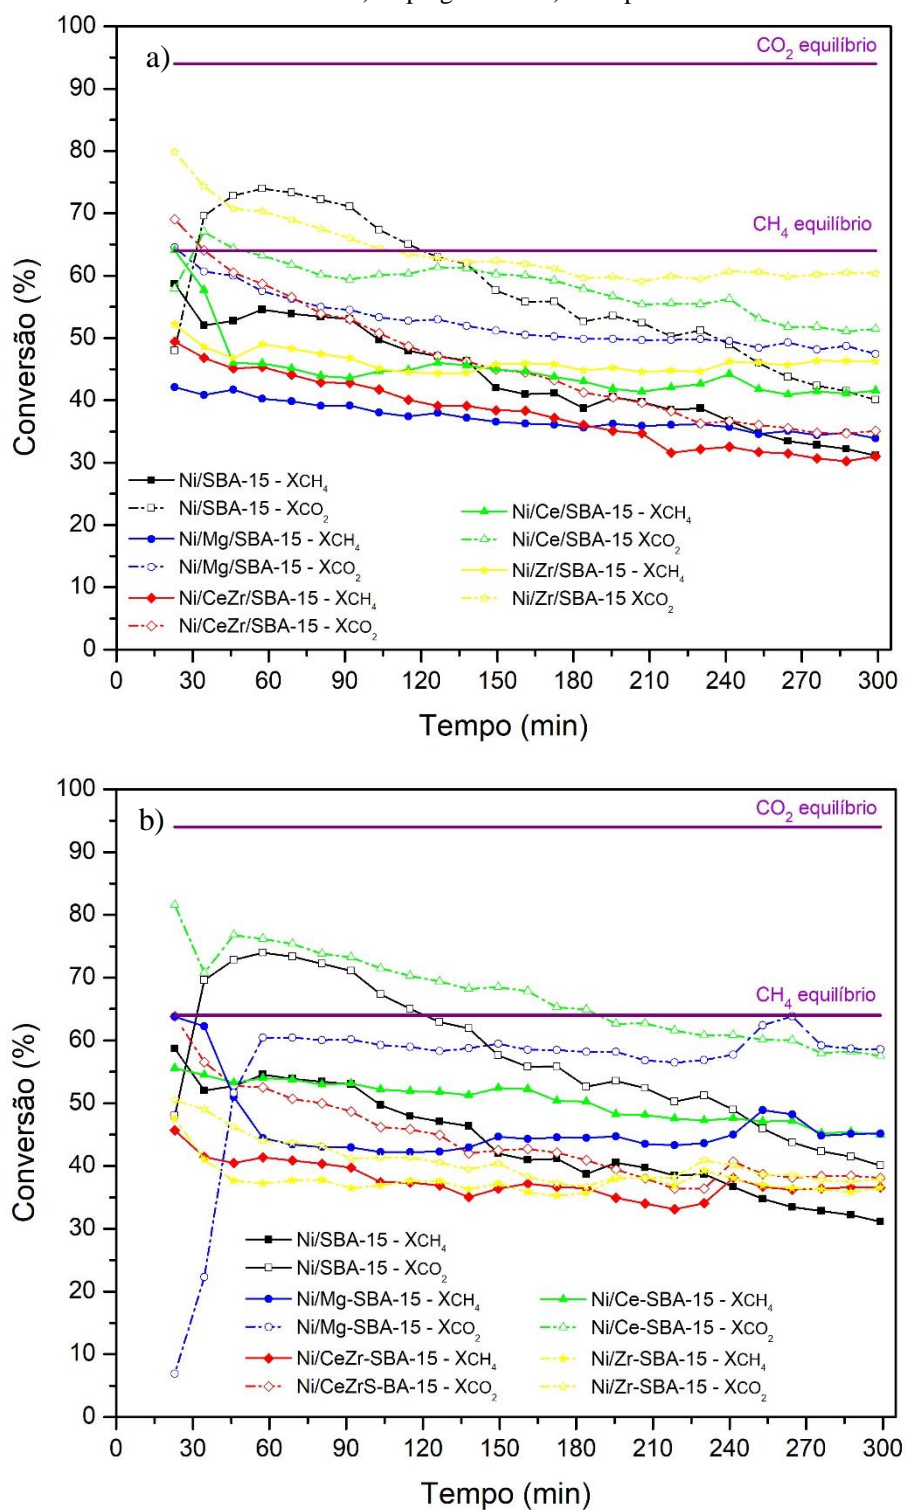 a)
CO2 equilíbrio
CH4 equilíbrio
Conversão (%)
100
90
80
70
60
50
40
30
20
10
0
Ni/SBA-15 - XCH4
Ni/SBA-15 - XCO2
Ni/Mg/SBA-15 - XCH4
Ni/Mg/SBA-15 - XCO2
Ni/CeZr/SBA-15 - XCH4
Ni/CeZr/SBA-15 - XCO2
Ni/Ce/SBA-15 - XCH4
Ni/Ce/SBA-15 XCO2
Ni/Zr/SBA-15 - XCH4
Ni/Zr/SBA-15 XCO2
0 30 60 90 120 150 180 210 240 270 300
Tempo (min)
b)
CO2 equilíbrio
CH4 equilíbrio
Conversão (%)
100
90
80
70
60
50
40
30
20
10
0
Ni/SBA-15 - XCH4
Ni/SBA-15 - XCO2
Ni/Mg-SBA-15 - XCH4
Ni/Mg-SBA-15 - XCO2
Ni/CeZr-SBA-15 - XCH4
Ni/CeZrS-BA-15 - XCO2
Ni/Ce-SBA-15 - XCH4
Ni/Ce-SBA-15 - XCO2
Ni/Zr-SBA-15 - XCH4
Ni/Zr-SBA-15 - XCO2
0 30 60 90 120 150 180 210 240 270 300
Tempo (min)